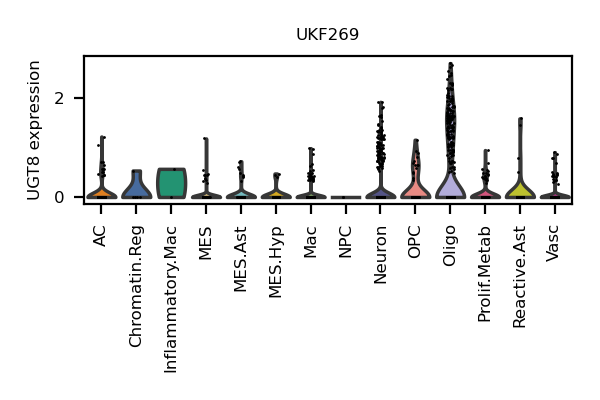 UKF269
UGT8 expression
2
0
AC
Chromatin.Reg
Inflammatory.Mac
MES
MES.Ast
MES.Hyp
Mac
NPC
Neuron
OPC
Oligo
Prolif.Metab
Reactive.Ast
Vasc